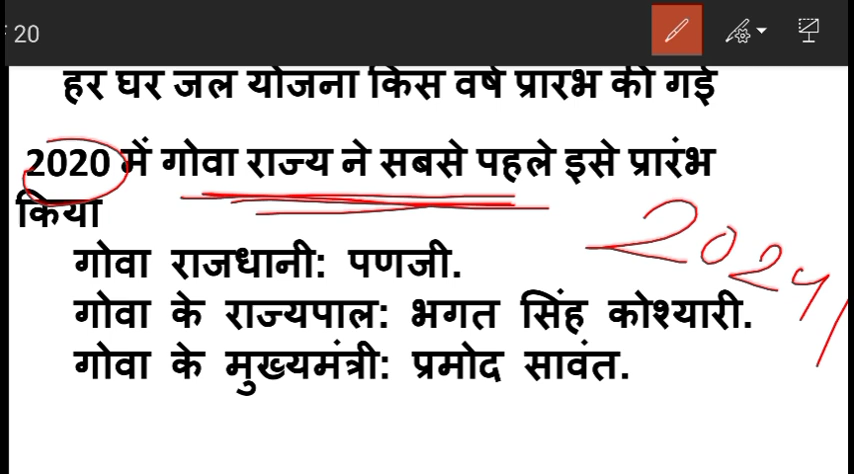 20
हर घर जल योजना किस वर्ष प्रारंभ की गई
2020 में गोवा राज्य ने सबसे पहले इसे प्रारंभ
किया
2024
गोवा राजधानी: पणजी.
गोवा के राज्यपाल: भगत सिंह कोश्यारी.
गोवा के मुख्यमंत्री: प्रमोद सावंत.